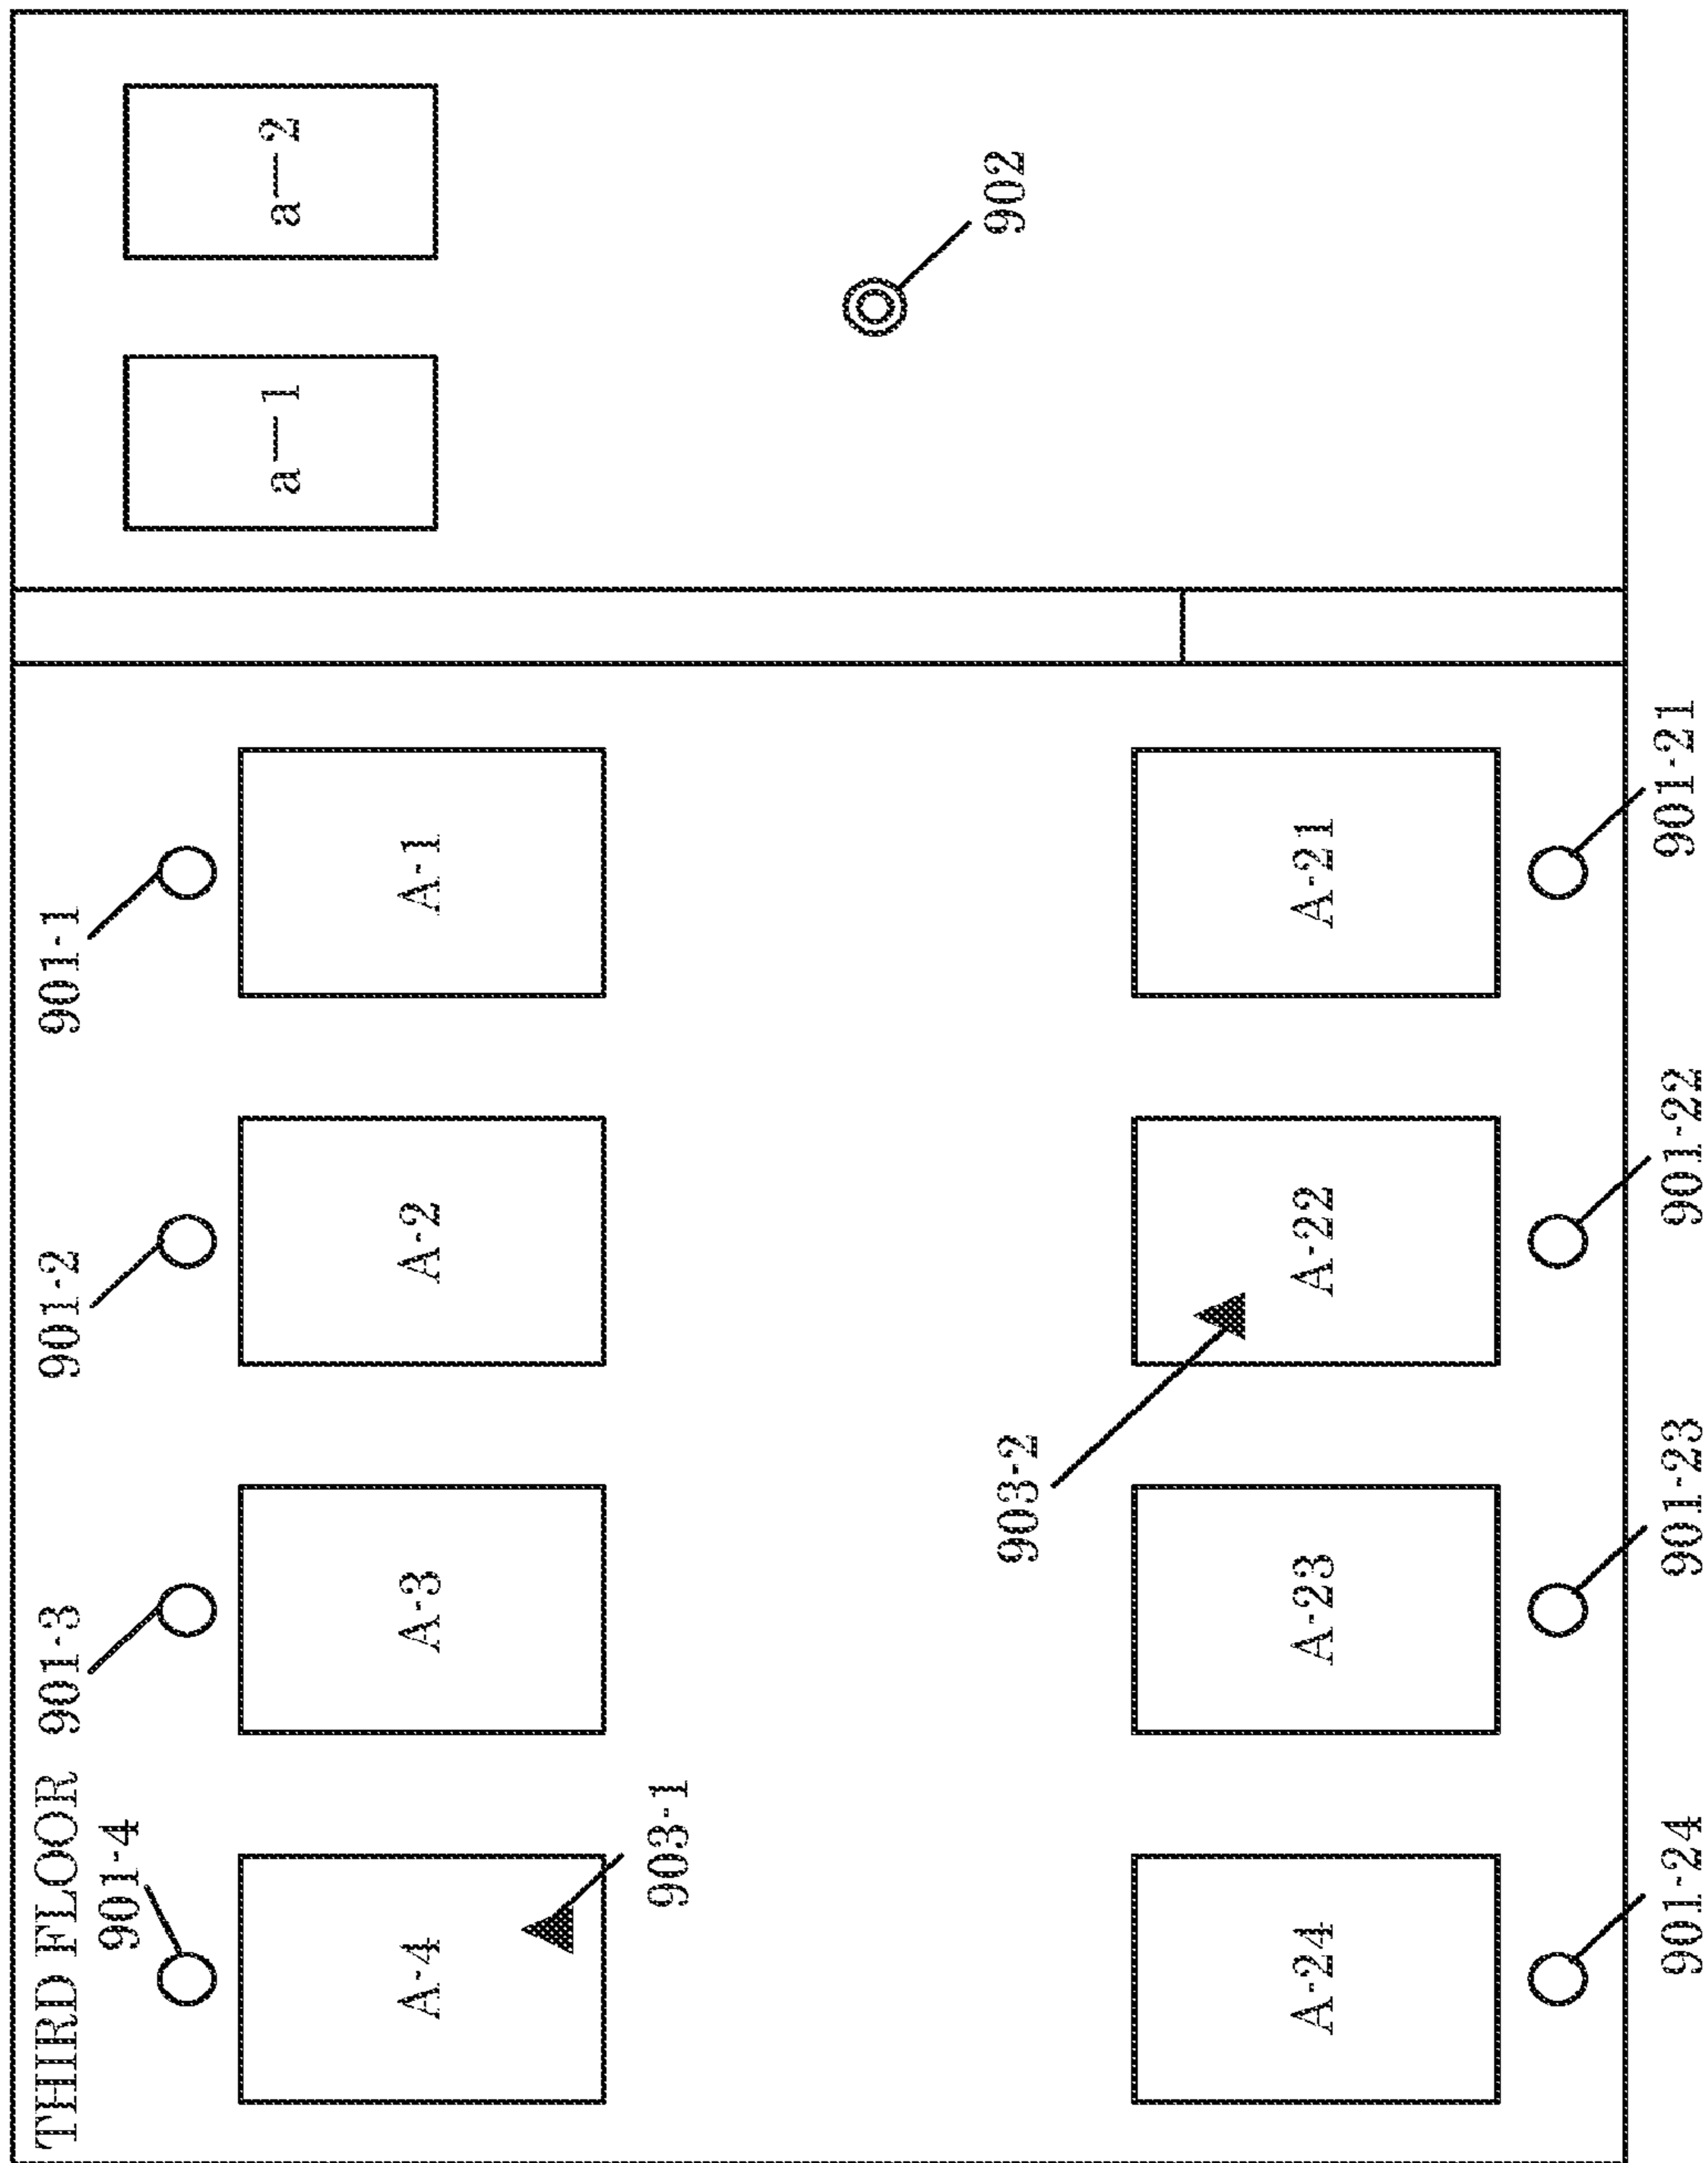 THIRD FLOOR
901-3
901-2
901-1
901-4
a—1
a—2
A-4
A-3
A-2
A-1
903-1
903-2
902
A-24
A-23
A-22
A-21
901-24
901-23
901-22
901-21